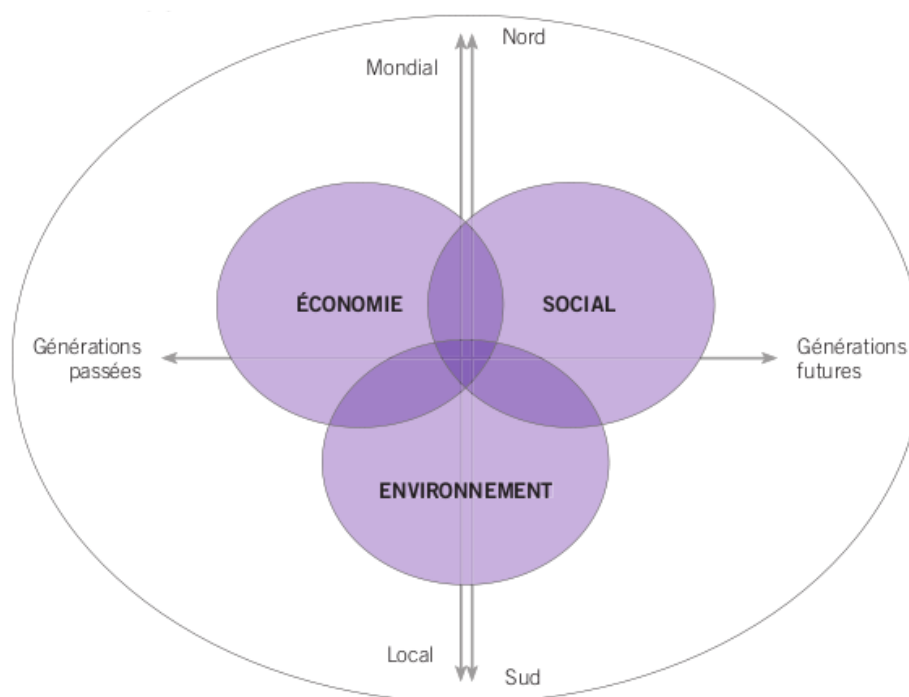 Nord
Mondial
ÉCONOMIE
SOCIAL
Générations
passées
Générations
futures
ENVIRONNEMENT
Local
Sud